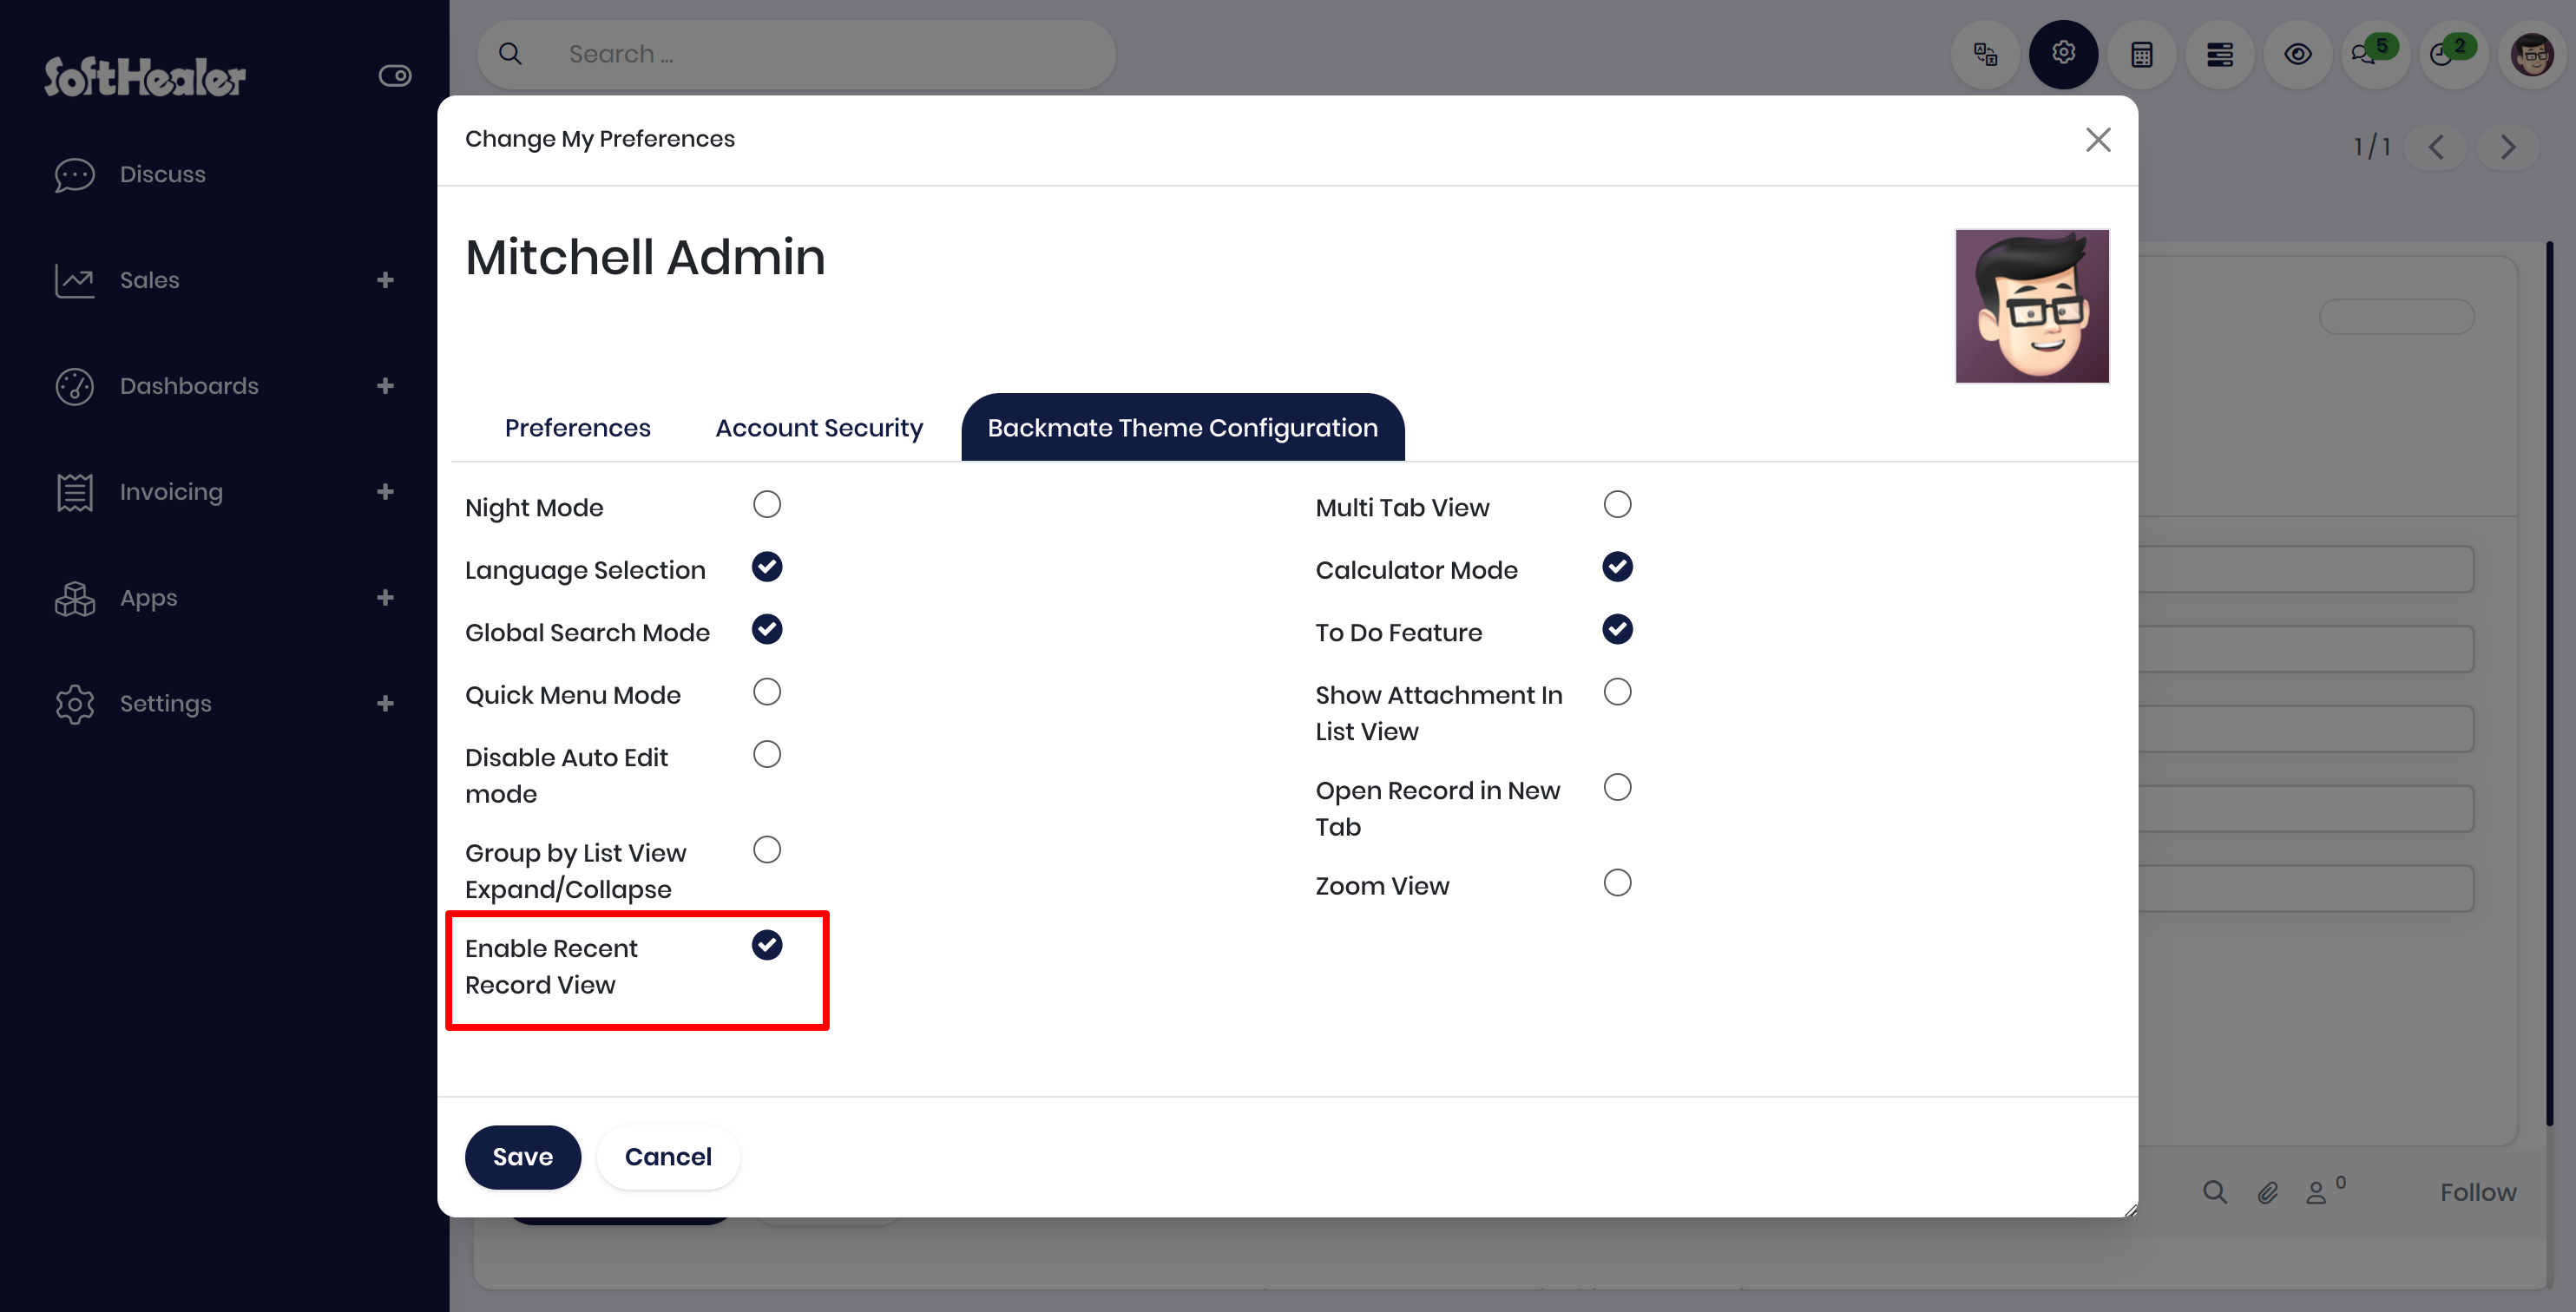 SoftHealer
Search ...
5
2
Change My Preferences
1 / 1
Discuss
Mitchell Admin
Sales
Dashboards
Preferences
Account Security
Backmate Theme Configuration
Invoicing
Apps
Settings
Night Mode
Language Selection
Global Search Mode
Quick Menu Mode
Disable Auto Edit
mode
Group by List View
Expand/Collapse
Enable Recent
Record View
Multi Tab View
Calculator Mode
To Do Feature
Show Attachment In
List View
Open Record in New
Tab
Zoom View
Save
Cancel
0
Follow